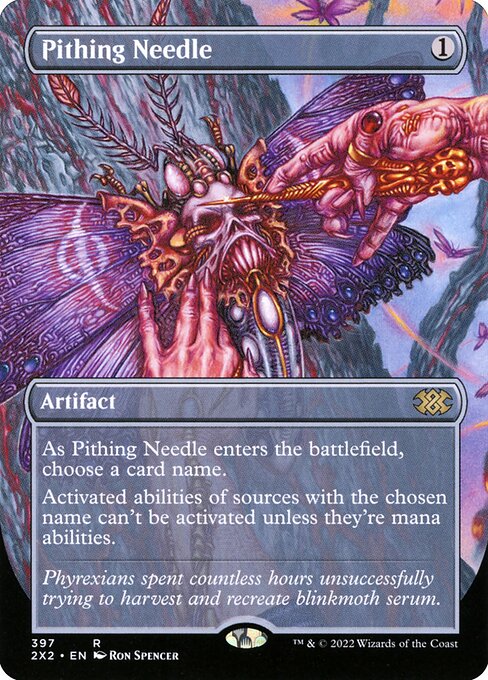 Pithing Needle 1
Artifact
As Pithing Needle enters the battlefield,
choose a card name.
Activated abilities of sources with the chosen
name can't be activated unless they're mana
abilities.
Phyrexians spent countless hours unsuccessfully
trying to harvest and recreate blinkmoth serum.
397 R
2X2 • EN Ron Spencer
™ & © 2022 Wizards of the Coast